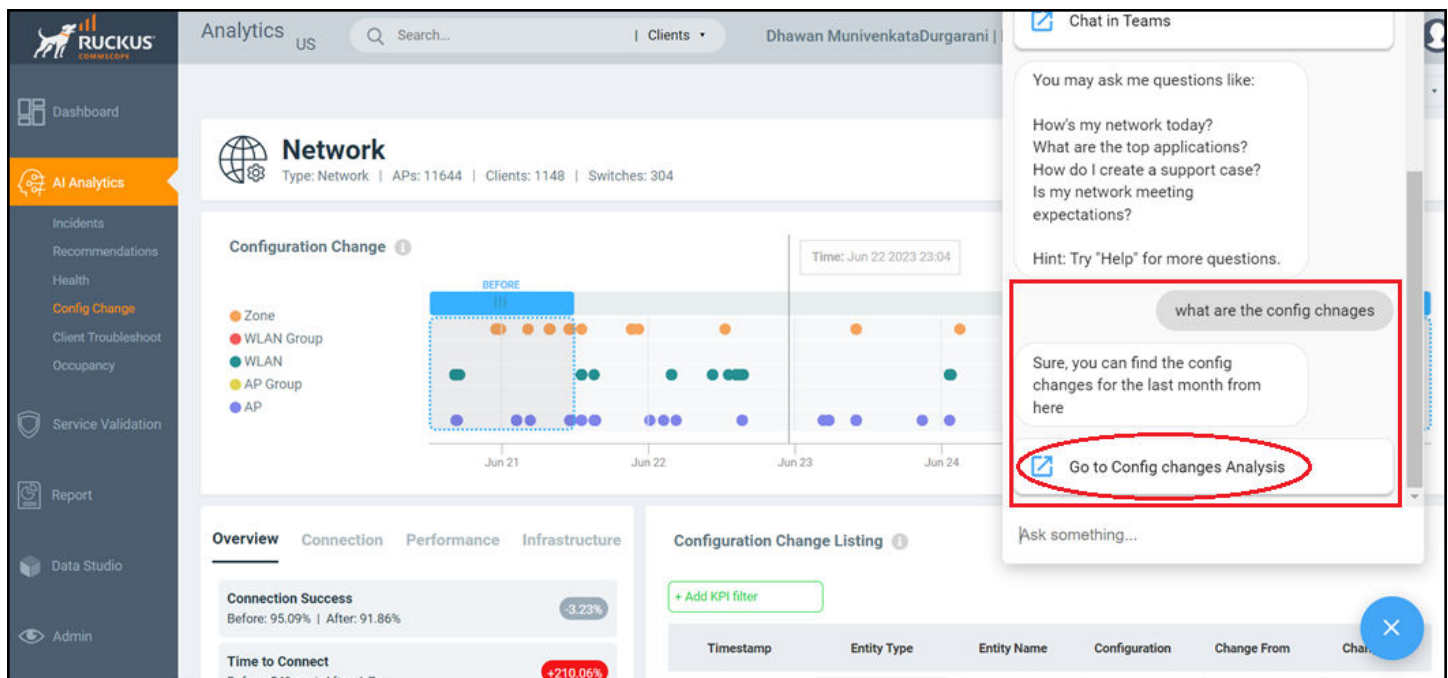 RUCKUS
COMMSCOPE
Analytics US
Search...
| Clients
Dhawan MunivenkataDurgarani |
Dashboard
AI Analytics
Incidents
Recommendations
Health
Config Change
Client Troubleshoot
Occupancy
Service Validation
Report
Data Studio
Admin
Network
Type: Network | APs: 11644 | Clients: 1148 | Switches: 304
Configuration Change
Time: Jun 22 2023 23:04
BEFORE
Zone
WLAN Group
WLAN
AP Group
AP
Jun 21 Jun 22 Jun 23 Jun 24
Overview Connection Performance Infrastructure
Connection Success
Before: 95.09% | After: 91.86%
-3.23%
Time to Connect
+210.06%
Configuration Change Listing
+ Add KPI filter
Timestamp Entity Type Entity Name Configuration Change From
Chat in Teams
You may ask me questions like:
How's my network today?
What are the top applications?
How do I create a support case?
Is my network meeting
expectations?
Hint: Try "Help" for more questions.
what are the config chnages
Sure, you can find the config
changes for the last month from
here
Go to Config changes Analysis
Ask something...